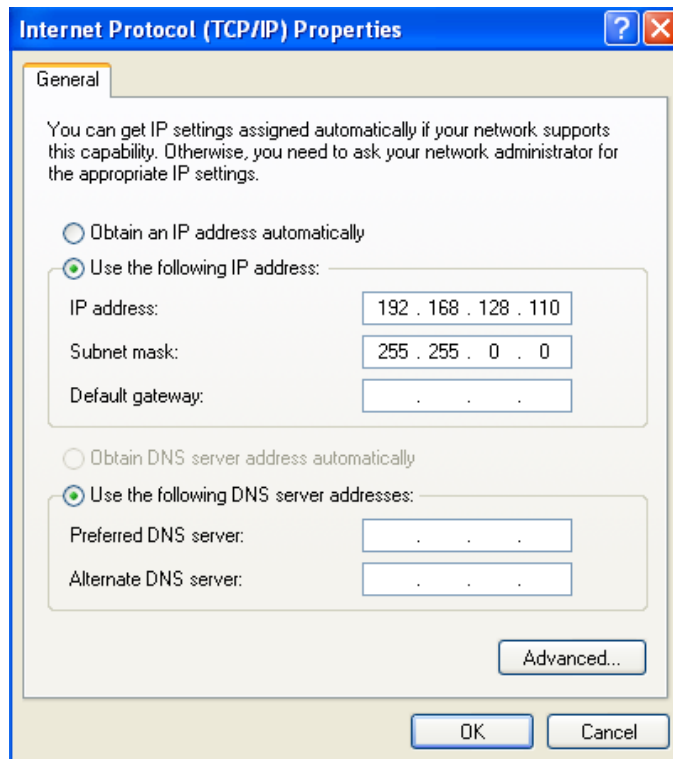 Internet Protocol (TCP/IP) Properties
General
You can get IP settings assigned automatically if your network supports
this capability. Otherwise, you need to ask your network administrator for
the appropriate IP settings.
Obtain an IP address automatically
Use the following IP address:
IP address: 192 . 168 . 128 . 110
Subnet mask: 255 . 255 . 0 . 0
Default gateway: . . .
Obtain DNS server address automatically
Use the following DNS server addresses:
Preferred DNS server: . . .
Alternate DNS server: . . .
Advanced...
OK Cancel